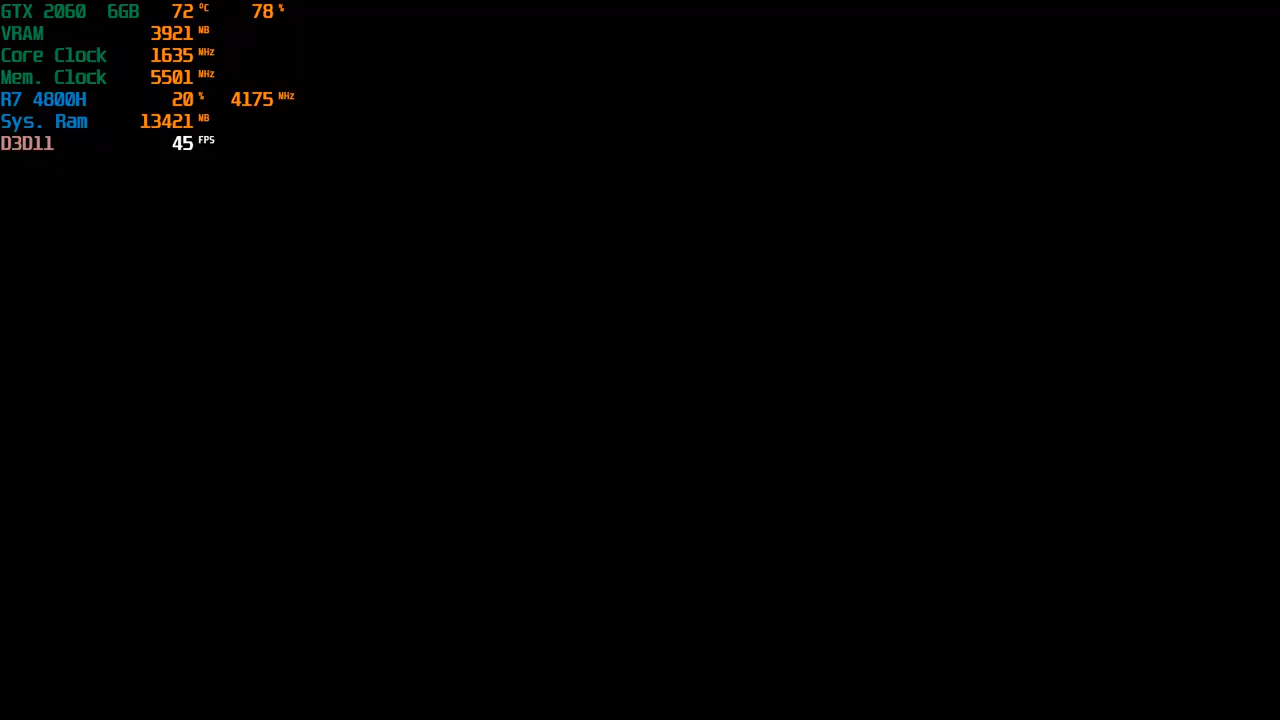 GTX 2060 6GB 72 °C 78 %
VRAM 3921 MB
Core Clock 1635 MHz
Mem. Clock 5501 MHz
R7 4800H 20 % 4175 MHz
Sys. Ram 13421 MB
D3D11 45 FPS